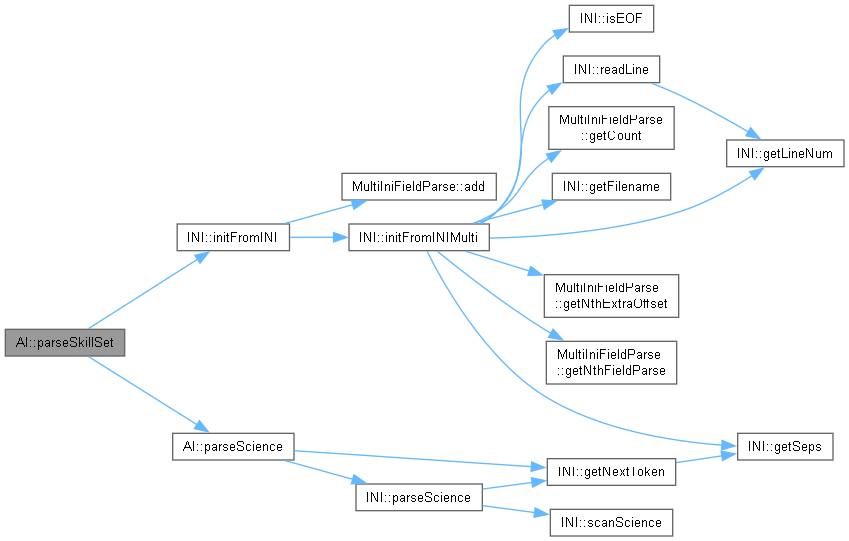 INI::isEOF
INI::readLine
MultiIniFieldParse
::getCount
INI::getLineNum
MultiIniFieldParse::add
INI::getFilename
INI::initFromINI
INI::initFromINIMulti
MultiIniFieldParse
::getNthExtraOffset
AI::parseSkillSet
MultiIniFieldParse
::getNthFieldParse
AI::parseScience
INI::getSeps
INI::getNextToken
INI::parseScience
INI::scanScience